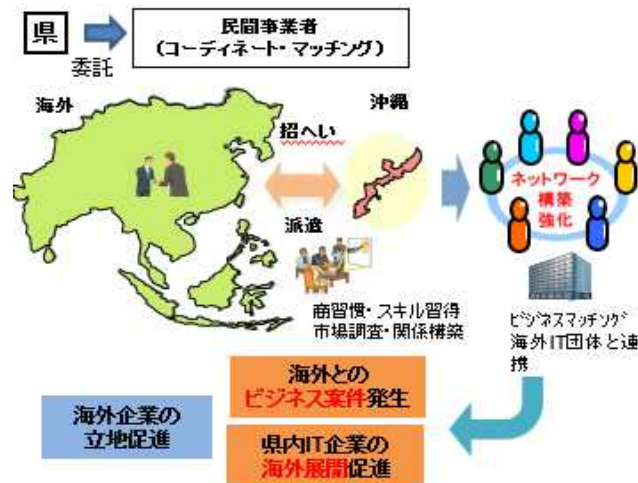 県
民間事業者
(コーディネート・マッチング)
委託
海外
沖縄
招へい
派遣
ネットワーク
構築
強化
商習慣・スキル習得
市場調査・関係構築
ビジネスマッチング
海外IT団体と連
携
海外との
ビジネス案件発生
海外企業の
立地促進
県内IT企業の
海外展開促進